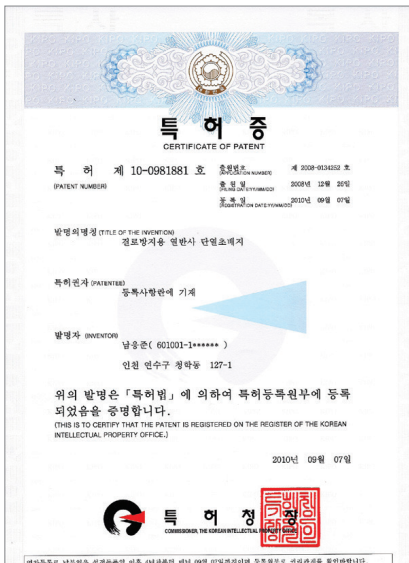 특 허 증
CERTIFICATE OF PATENT
특 허 제 10-0981881 호
(PATENT NUMBER)
출원번호 제 2008-0134252 호
(APPLICATION NUMBER)
출 원 일 2008년 12월 26일
(FILING DATE:YY/MM/DD)
등 록 일 2010년 09월 07일
(REGISTRATION DATE:YY/MM/DD)
발명의명칭 (TITLE OF THE INVENTION)
결로방지용 열반사 단열초배지
특허권자 (PATENTEE)
등록사항란에 기재
발명자 (INVENTOR)
남응준( 601001-1****** )
인천 연수구 청학동 127-1
위의 발명은「특허법」에 의하여 특허등록원부에 등록
되었음을 증명합니다.
(THIS IS TO CERTIFY THAT THE PATENT IS REGISTERED ON THE REGISTER OF THE KOREAN
INTELLECTUAL PROPERTY OFFICE.)
2010년 09월 07일
특 허 청 장
COMMISSIONER, THE KOREAN INTELLECTUAL PROPERTY OFFICE